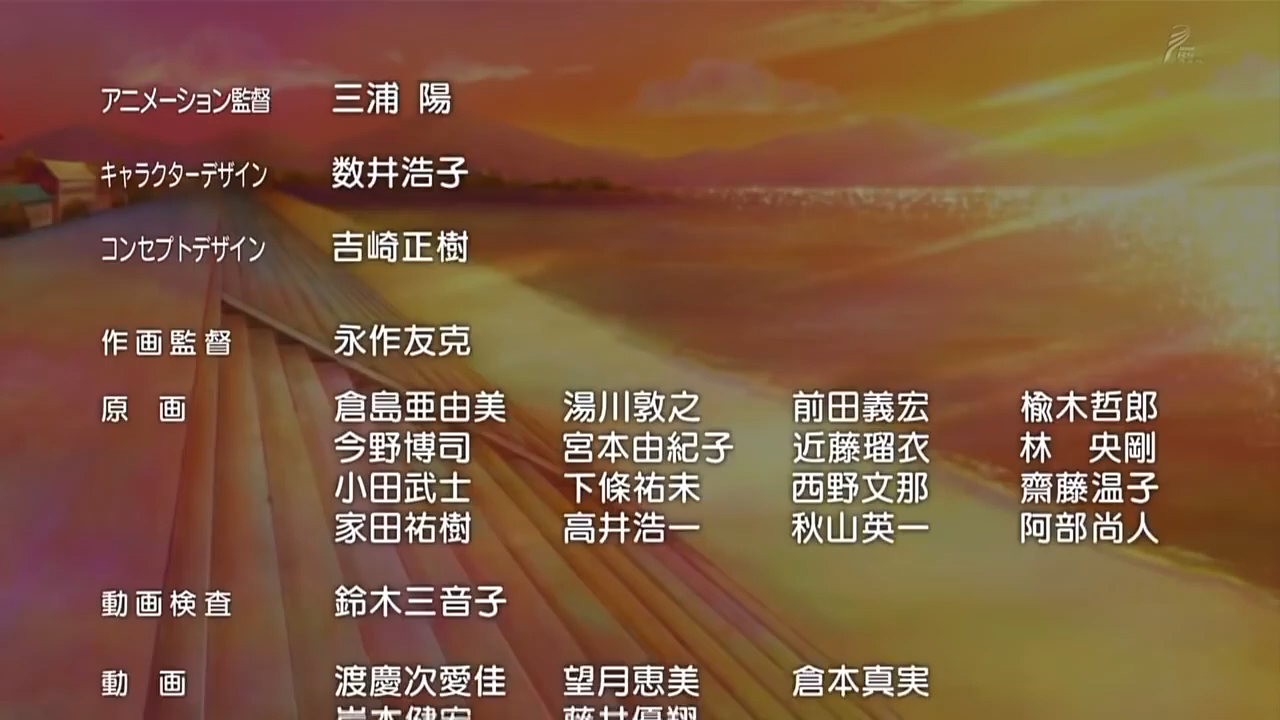 アニメーション監督 三浦 陽
キャラクターデザイン 数井浩子
コンセプトデザイン 吉崎正樹
作画監督 永作友克
原 画 倉島亜由美 湯川敦之 前田義宏 楡木哲郎
今野博司 宮本由紀子 近藤瑠衣 林 央剛
小田武士 下條祐未 西野文那 齋藤温子
家田祐樹 高井浩一 秋山英一 阿部尚人
動画検査 鈴木三音子
動 画 渡慶次愛佳 望月恵美 倉本真実